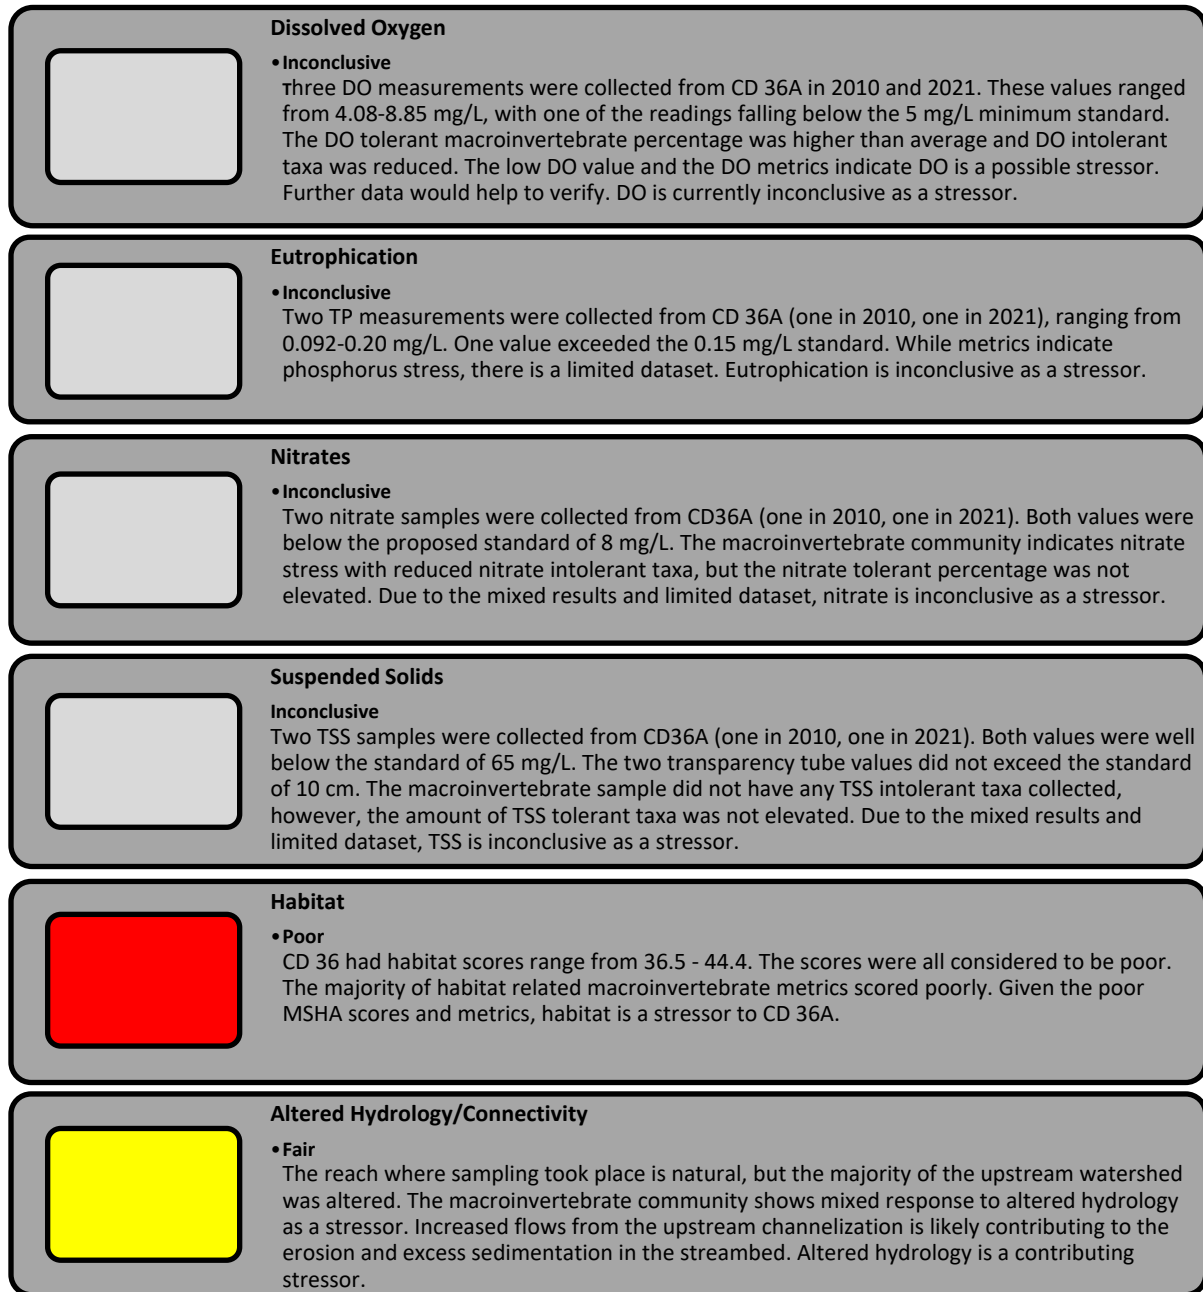 Dissolved Oxygen
•Inconclusive
Three DO measurements were collected from CD 36A in 2010 and 2021. These values ranged
from 4.08-8.85 mg/L, with one of the readings falling below the 5 mg/L minimum standard.
The DO tolerant macroinvertebrate percentage was higher than average and DO intolerant
taxa was reduced. The low DO value and the DO metrics indicate DO is a possible stressor.
Further data would help to verify. DO is currently inconclusive as a stressor.
Eutrophication
•Inconclusive
Two TP measurements were collected from CD 36A (one in 2010, one in 2021), ranging from
0.092-0.20 mg/L. One value exceeded the 0.15 mg/L standard. While metrics indicate
phosphorus stress, there is a limited dataset. Eutrophication is inconclusive as a stressor.
Nitrates
•Inconclusive
Two nitrate samples were collected from CD36A (one in 2010, one in 2021). Both values were
below the proposed standard of 8 mg/L. The macroinvertebrate community indicates nitrate
stress with reduced nitrate intolerant taxa, but the nitrate tolerant percentage was not
elevated. Due to the mixed results and limited dataset, nitrate is inconclusive as a stressor.
Suspended Solids
Inconclusive
Two TSS samples were collected from CD36A (one in 2010, one in 2021). Both values were well
below the standard of 65 mg/L. The two transparency tube values did not exceed the standard
of 10 cm. The macroinvertebrate sample did not have any TSS intolerant taxa collected,
however, the amount of TSS tolerant taxa was not elevated. Due to the mixed results and
limited dataset, TSS is inconclusive as a stressor.
Habitat
•Poor
CD 36 had habitat scores range from 36.5 - 44.4. The scores were all considered to be poor.
The majority of habitat related macroinvertebrate metrics scored poorly. Given the poor
MSHA scores and metrics, habitat is a stressor to CD 36A.
Altered Hydrology/Connectivity
•Fair
The reach where sampling took place is natural, but the majority of the upstream watershed
was altered. The macroinvertebrate community shows mixed response to altered hydrology
as a stressor. Increased flows from the upstream channelization is likely contributing to the
erosion and excess sedimentation in the streambed. Altered hydrology is a contributing
stressor.